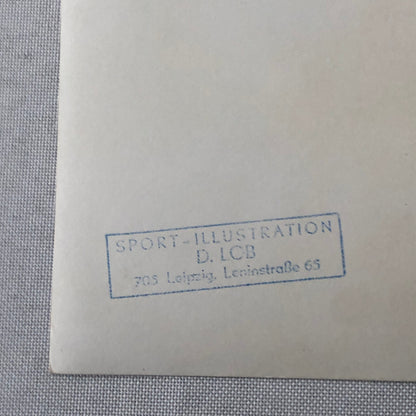 SPORT-ILLUSTRATION
D. LCB
705 Leipzig, Leninstraße 65